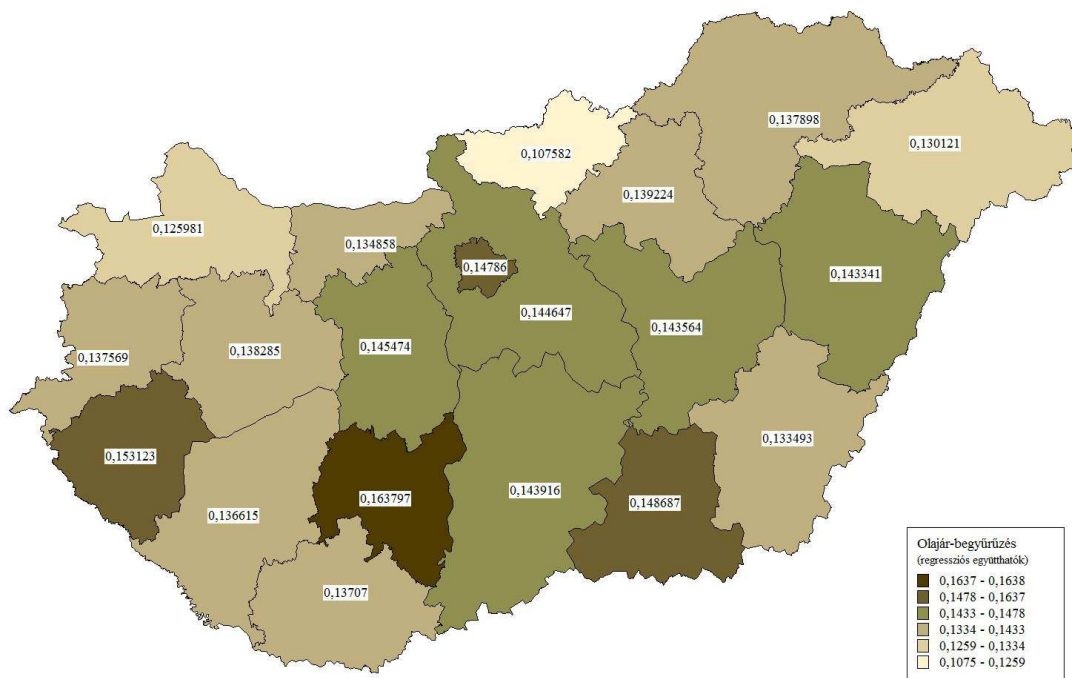 0,137898
0,130121
0,107582
0,139224
0,125981
0,134858
0,14786
0,143341
0,144647
0,143564
0,138285
0,145474
0,137569
0,133493
0,153123
0,163797
0,143916
0,148687
0,136615
0,13707
Olajár-begyűrűzés
(regressziós együtthatók)
0,1637 - 0,1638
0,1478 - 0,1637
0,1433 - 0,1478
0,1334 - 0,1433
0,1259 - 0,1334
0,1075 - 0,1259